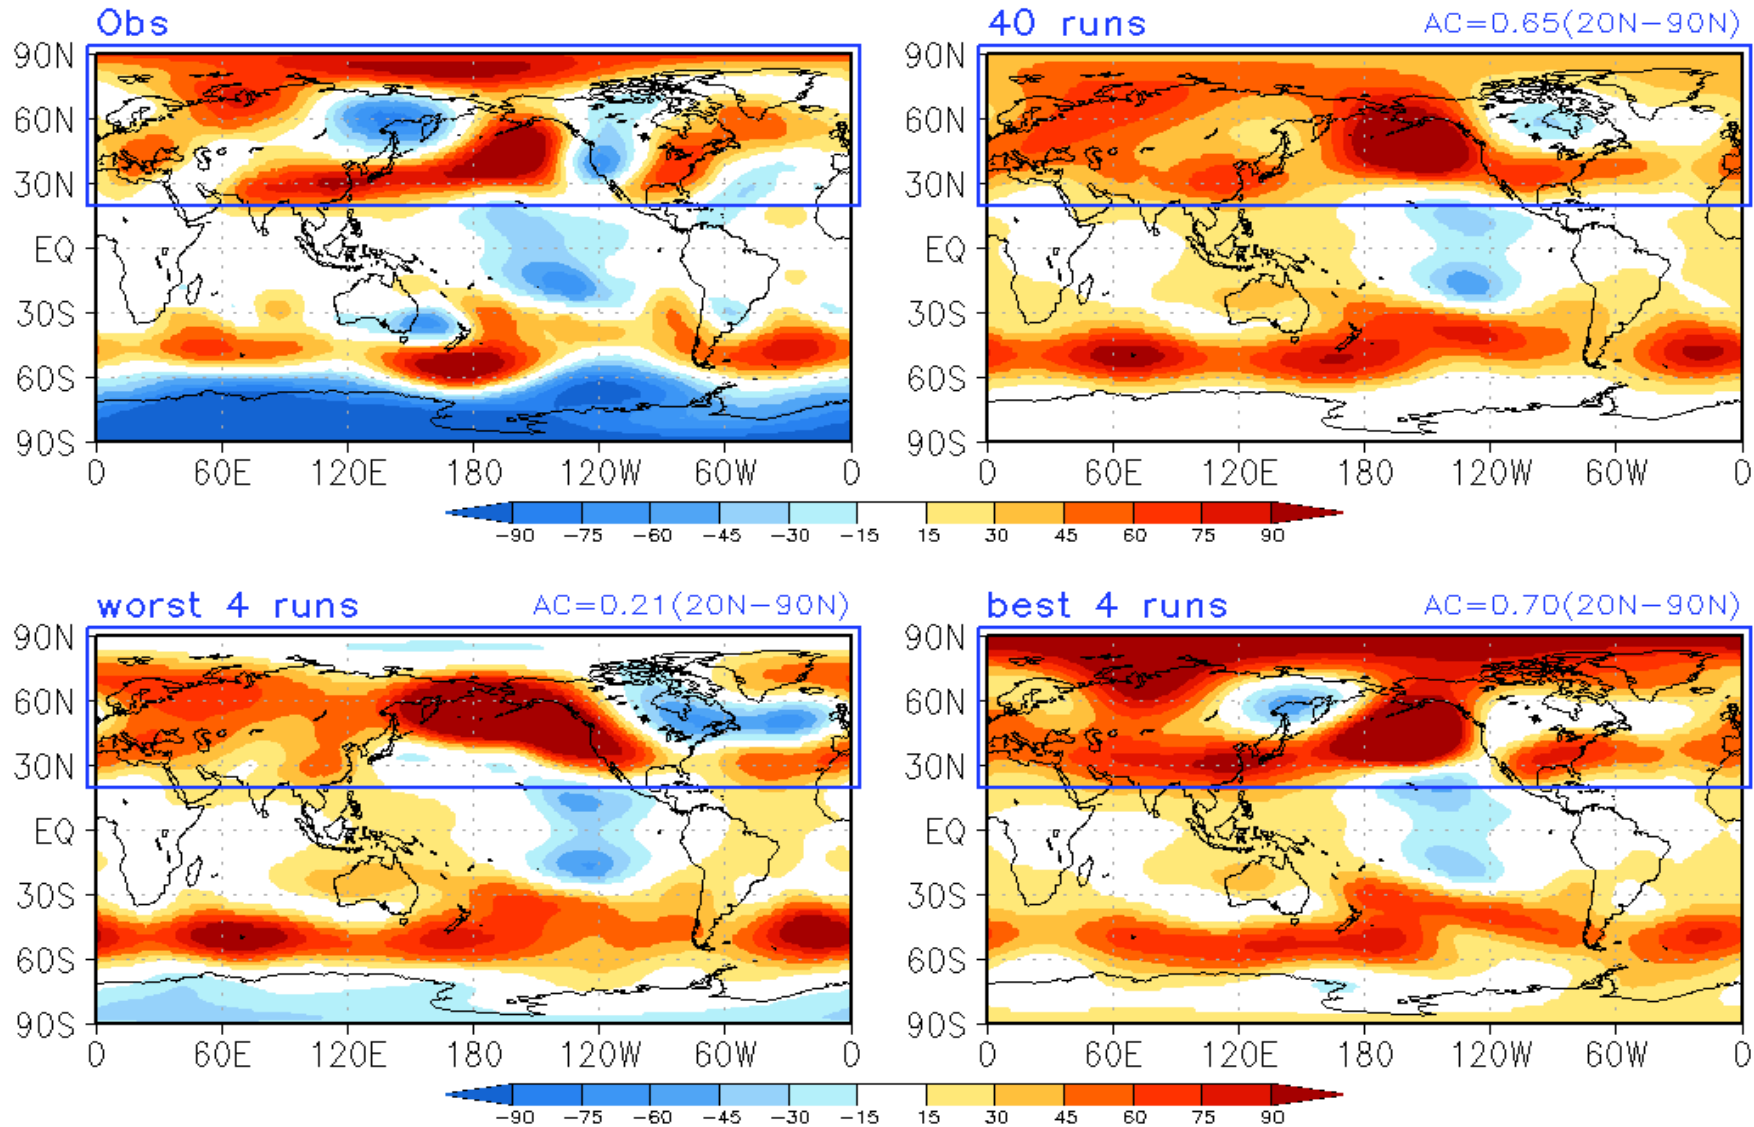 Obs
40 runs AC=0.65(20N−90N)
90N 90N
60N 60N
30N 30N
EQ EQ
30S 30S
60S 60S
90S 90S
0 60E 120E 180 120W 60W 0 0 60E 120E 180 120W 60W 0
−90 −75 −60 −45 −30 −15 15 30 45 60 75 90
worst 4 runs AC=0.21(20N−90N) best 4 runs AC=0.70(20N−90N)
90N 90N
60N 60N
30N 30N
EQ EQ
30S 30S
60S 60S
90S 90S
0 60E 120E 180 120W 60W 0 0 60E 120E 180 120W 60W 0
−90 −75 −60 −45 −30 −15 15 30 45 60 75 90